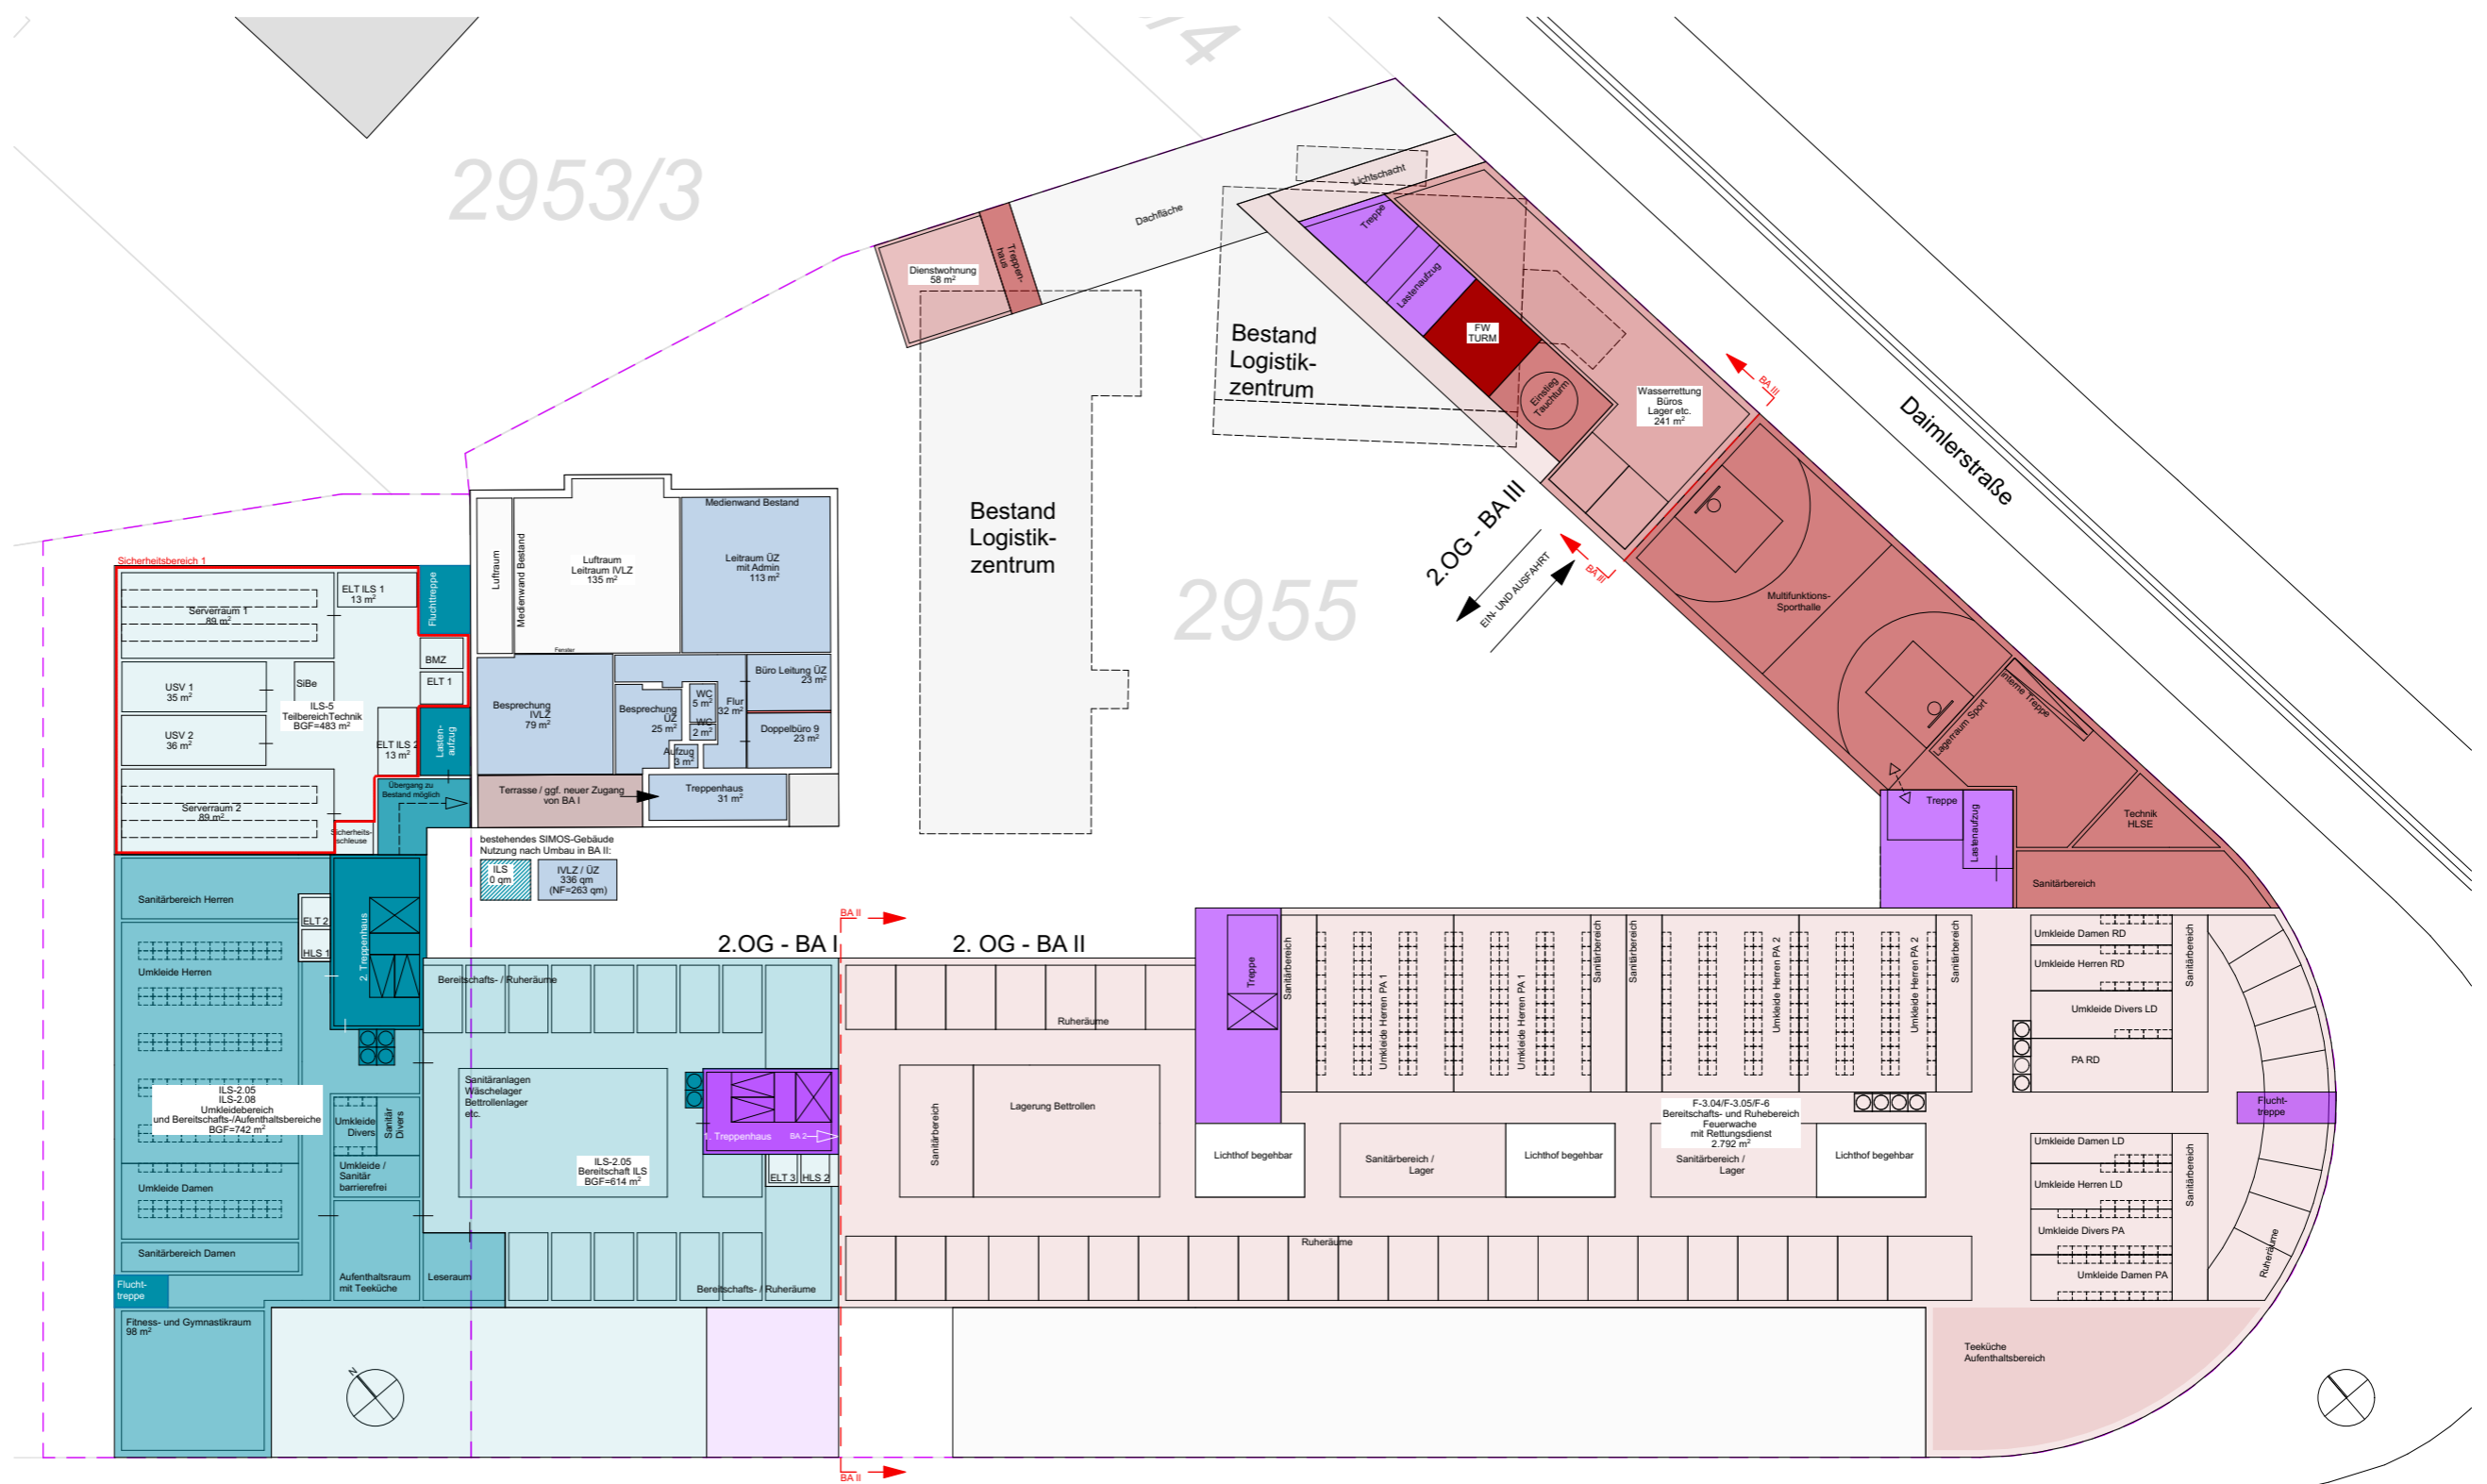 /4
2953/3
Lichtschacht
Dachfläche
Treppe
Lastenaufzug
Dienstwohnung
58 m²
Treppen-
haus
FW
TURM
Einstieg
Tauchturm
Bestand
Logistik-
zentrum
Wasserrettung
Büros
Lager etc.
241 m²
BA III
Daimlerstraße
Bestand
Logistik-
zentrum
2.OG - BA III
BA III
EIN- UND AUSFAHRT
2955
Multifunktions-
Sporthalle
interne Treppe
Lagerraum Sport
Treppe
Lastenaufzug
Technik
HLSE
Sanitärbereich
Medienwand Bestand
Luftraum
Medienwand Bestand
Luftraum
Leitraum IVLZ
135 m²
Leitraum ÜZ
mit Admin
113 m²
Fenster
Besprechung
IVLZ
79 m²
Besprechung
ÜZ
25 m²
WC
5 m²
WC
2 m²
Flur
32 m²
Aufzug
3 m²
Büro Leitung ÜZ
23 m²
Doppelbüro 9
23 m²
Terrasse / ggf. neuer Zugang
von BA I
Treppenhaus
31 m²
bestehendes SIMOS-Gebäude
Nutzung nach Umbau in BA II:
ILS
0 qm
IVLZ / ÜZ
336 qm
(NF=263 qm)
Sicherheitsbereich 1
Serverraum 1
89 m²
ELT ILS 1
13 m²
Fluchttreppe
BMZ
ELT 1
USV 1
35 m²
SiBe
ILS-5
TeilbereichTechnik
BGF=483 m²
USV 2
36 m²
ELT ILS 2
13 m²
Lasten-
aufzug
Übergang zu
Bestand möglich
Serverraum 2
89 m²
Sicherheits-
schleuse
Sanitärbereich Herren
ELT 2
HLS 1
2. Treppenhaus
Umkleide Herren
2.OG - BA I
BA II
2. OG - BA II
Bereitschafts- / Ruheräume
Sanitäranlagen
Wäschelager
Bettrollenlager
etc.
ILS-2.05
ILS-2.08
Umkleidebereich
und Bereitschafts-/Aufenthaltsbereiche
BGF=742 m²
Umkleide
Divers
Sanitär
Divers
Umkleide /
Sanitär
barrierefrei
Umkleide Damen
Sanitärbereich Damen
Flucht-
treppe
Aufenthaltsraum
mit Teeküche
Leseraum
Fitness- und Gymnastikraum
98 m²
N
1. Treppenhaus
BA 2
ILS-2.05
Bereitschaft ILS
BGF=614 m²
ELT 3
HLS 2
Bereitschafts- / Ruheräume
BA II
Ruheräume
Sanitärbereich
Lagerung Bettrollen
Treppe
Sanitärbereich
Umkleide Herren PA 1
Umkleide Herren PA 1
Sanitärbereich
Sanitärbereich
Umkleide Herren PA 2
Umkleide Herren PA 2
Sanitärbereich
Lichthof begehbar
Sanitärbereich /
Lager
Lichthof begehbar
F-3.04/F-3.05/F-6
Bereitschafts- und Ruhebereich
Feuerwache
mit Rettungsdienst
2.792 m²
Sanitärbereich /
Lager
Lichthof begehbar
Ruheräume
Umkleide Damen RD
Umkleide Herren RD
Umkleide Divers LD
PA RD
Sanitärbereich
Flucht-
treppe
Umkleide Damen LD
Umkleide Herren LD
Umkleide Divers PA
Umkleide Damen PA
Sanitärbereich
Ruheräume
Teeküche
Aufenthaltsbereich